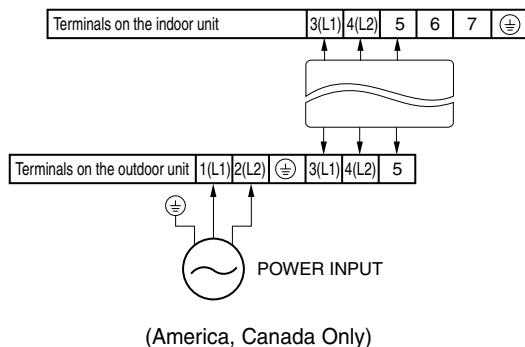 Terminals on the indoor unit 3(L1) 4(L2) 5 6 7
Terminals on the outdoor unit 1(L1) 2(L2) 3(L1) 4(L2) 5
POWER INPUT
(America, Canada Only)